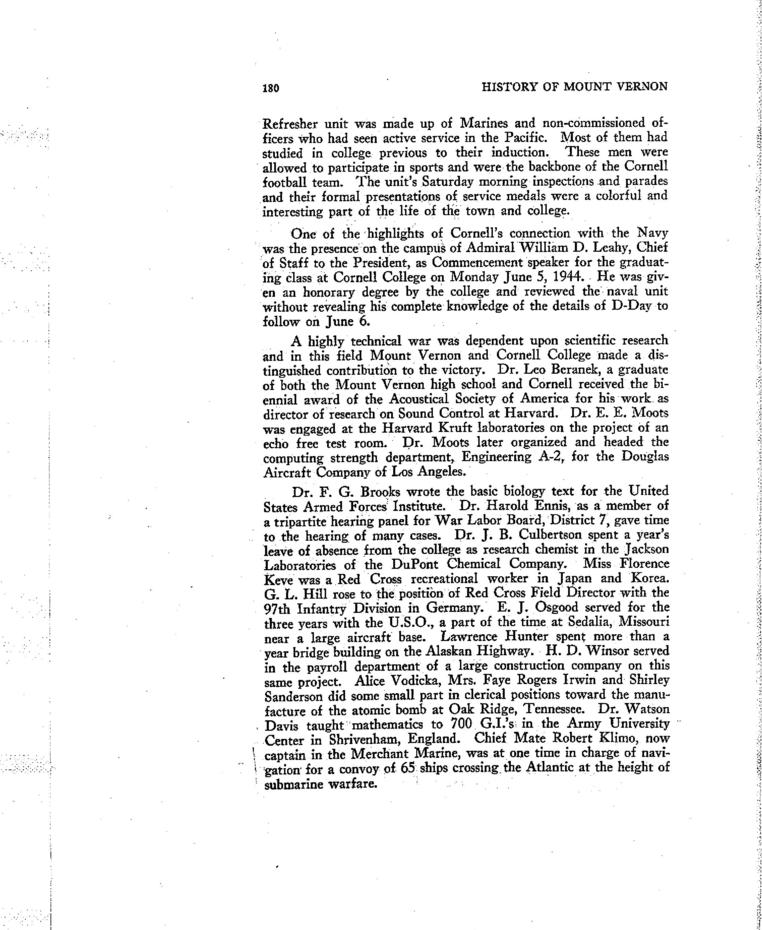 180 HISTORY OF MOUNT VERNON
Refresher unit was made up of Marines and non-commissioned of-
ficers who had seen active service in the Pacific. Most of them had
studied in college previous to their induction. These men were
allowed to participate in sports and were the backbone of the Cornell
football team. The unit's Saturday morning inspections and parades
and their formal presentations of service medals were a colorful and
interesting part of the life of the town and college.
One of the highlights of Cornell's connection with the Navy
was the presence on the campus of Admiral William D. Leahy, Chief
of Staff to the President, as Commencement speaker for the graduat-
ing class at Cornell College on Monday June 5, 1944. He was giv-
en an honorary degree by the college and reviewed the naval unit
without revealing his complete knowledge of the details of D-Day to
follow on June 6.
A highly technical war was dependent upon scientific research
and in this field Mount Vernon and Cornell College made a dis-
tinguished contribution to the victory. Dr. Leo Beranek, a graduate
of both the Mount Vernon high school and Cornell received the bi-
ennial award of the Acoustical Society of America for his work as
director of research on Sound Control at Harvard. Dr. E. E. Moots
was engaged at the Harvard Kruft laboratories on the project of an
echo free test room. Dr. Moots later organized and headed the
computing strength department, Engineering A-2, for the Douglas
Aircraft Company of Los Angeles.
Dr. F. G. Brooks wrote the basic biology text for the United
States Armed Forces Institute. Dr. Harold Ennis, as a member of
a tripartite hearing panel for War Labor Board, District 7, gave time
to the hearing of many cases. Dr. J. B. Culbertson spent a year's
leave of absence from the college as research chemist in the Jackson
Laboratories of the DuPont Chemical Company. Miss Florence
Keve was a Red Cross recreational worker in Japan and Korea.
G. L. Hill rose to the position of Red Cross Field Director with the
97th Infantry Division in Germany. E. J. Osgood served for the
three years with the U.S.O., a part of the time at Sedalia, Missouri
near a large aircraft base. Lawrence Hunter spent more than a
year bridge building on the Alaskan Highway. H. D. Winsor served
in the payroll department of a large construction company on this
same project. Alice Vodicka, Mrs. Faye Rogers Irwin and Shirley
Sanderson did some small part in clerical positions toward the manu-
facture of the atomic bomb at Oak Ridge, Tennessee. Dr. Watson
Davis taught mathematics to 700 G.I.'s in the Army University
Center in Shrivenham, England. Chief Mate Robert Klimo, now
captain in the Merchant Marine, was at one time in charge of navi-
gation for a convoy of 65 ships crossing the Atlantic at the height of
submarine warfare.